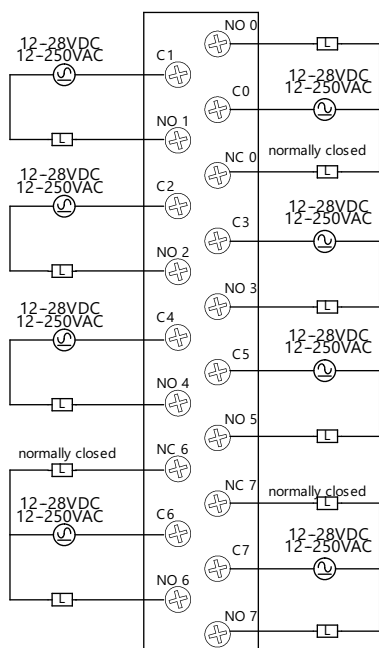 NO 0
L
12-28VDC
12-250VAC
C1
12-28VDC
12-250VAC
C0
L
NO 1
normally closed
NC 0
L
12-28VDC
12-250VAC
C2
12-28VDC
12-250VAC
C3
L
NO 2
NO 3
L
12-28VDC
12-250VAC
C4
12-28VDC
12-250VAC
C5
L
NO 4
NO 5
L
normally closed
L
NC 6
NC 7
normally closed
L
12-28VDC
12-250VAC
C6
12-28VDC
12-250VAC
C7
L
NO 6
NO 7
L